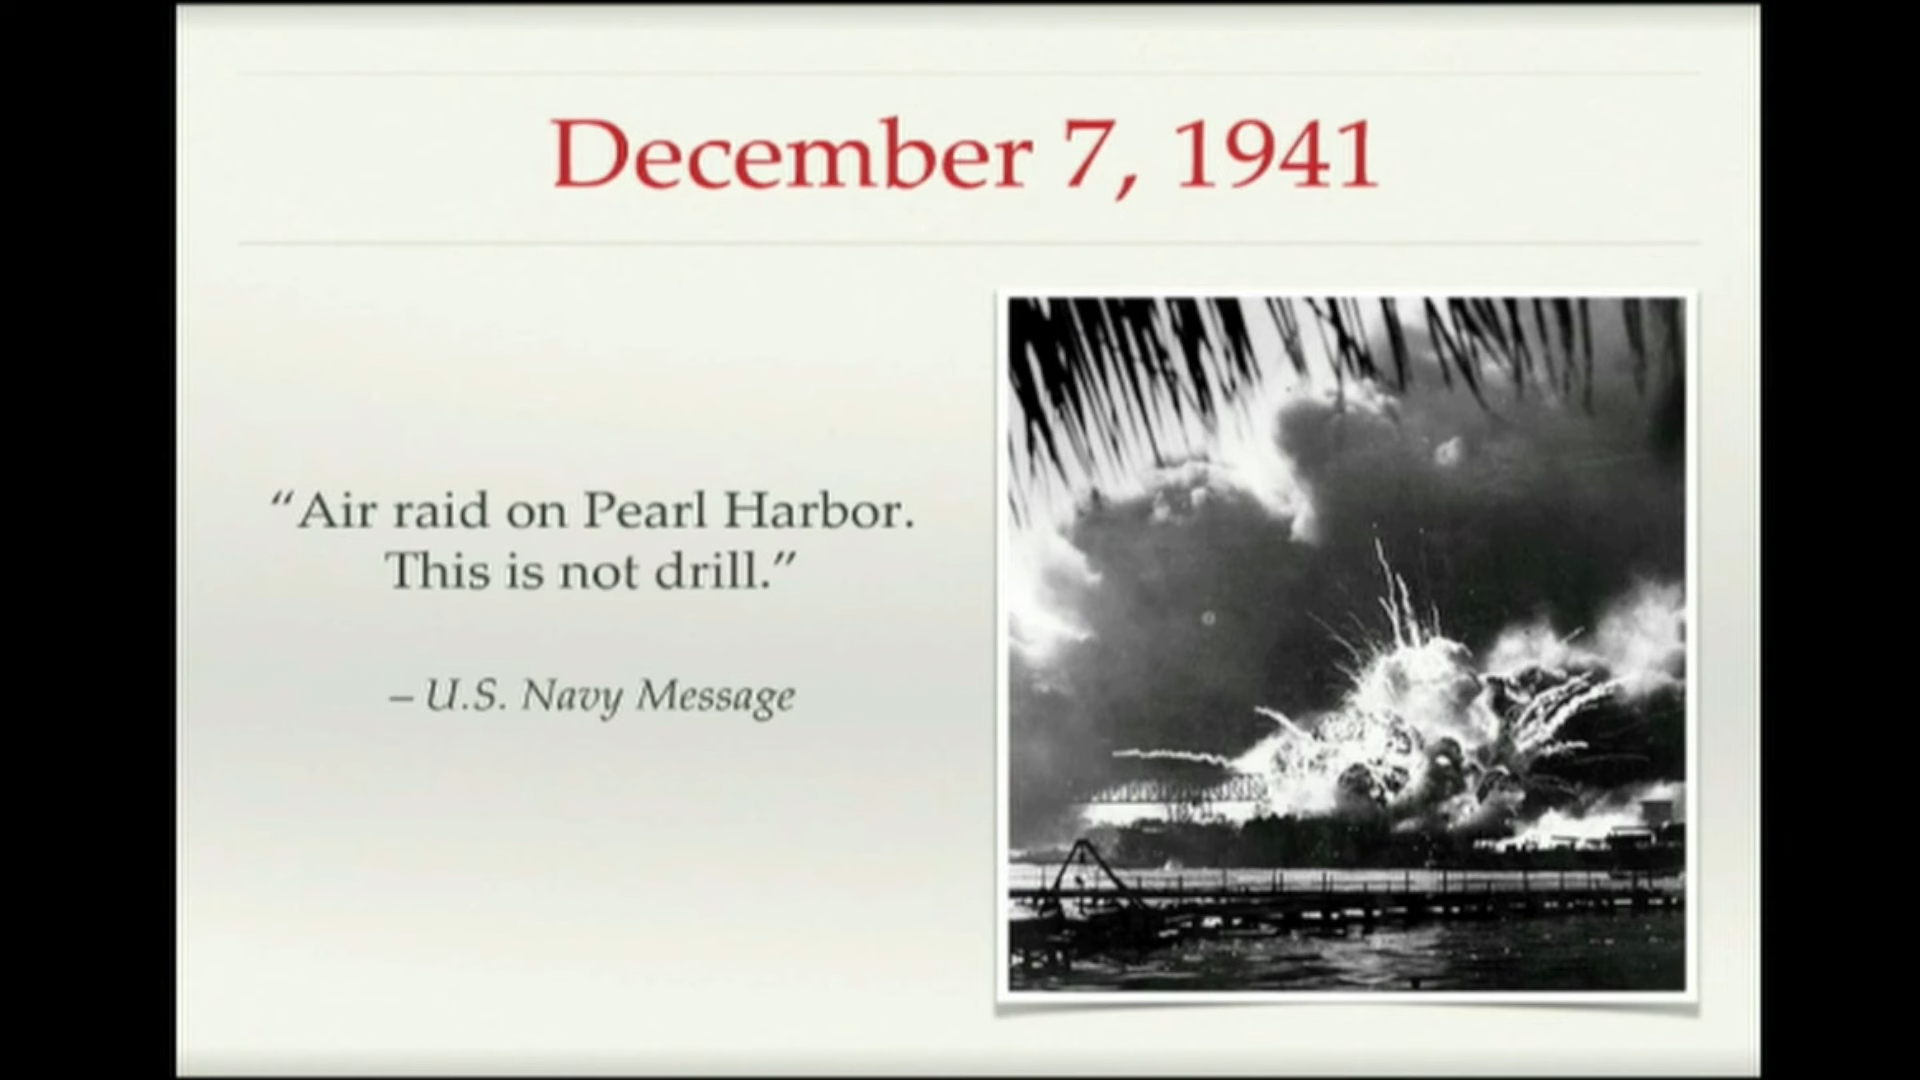 December 7, 1941
“Air raid on Pearl Harbor.
This is not drill.”
– U.S. Navy Message